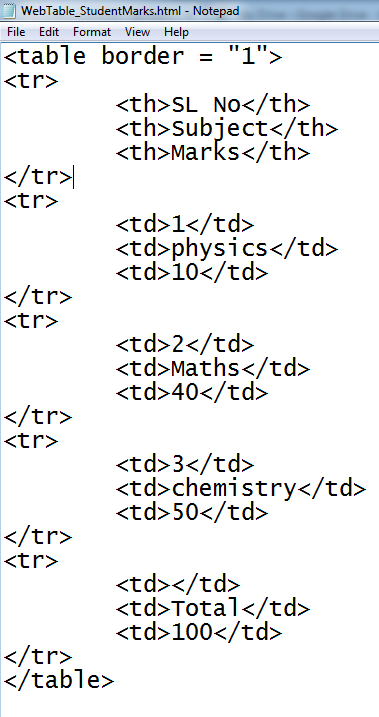 WebTable_StudentMarks.html - Notepad
File Edit Format View Help
<table border = "1">
<tr>
<th>SL No</th>
<th>Subject</th>
<th>Marks</th>
</tr>
<tr>
<td>1</td>
<td>physics</td>
<td>10</td>
</tr>
<tr>
<td>2</td>
<td>Maths</td>
<td>40</td>
</tr>
<tr>
<td>3</td>
<td>chemistry</td>
<td>50</td>
</tr>
<tr>
<td></td>
<td>Total</td>
<td>100</td>
</tr>
</table>